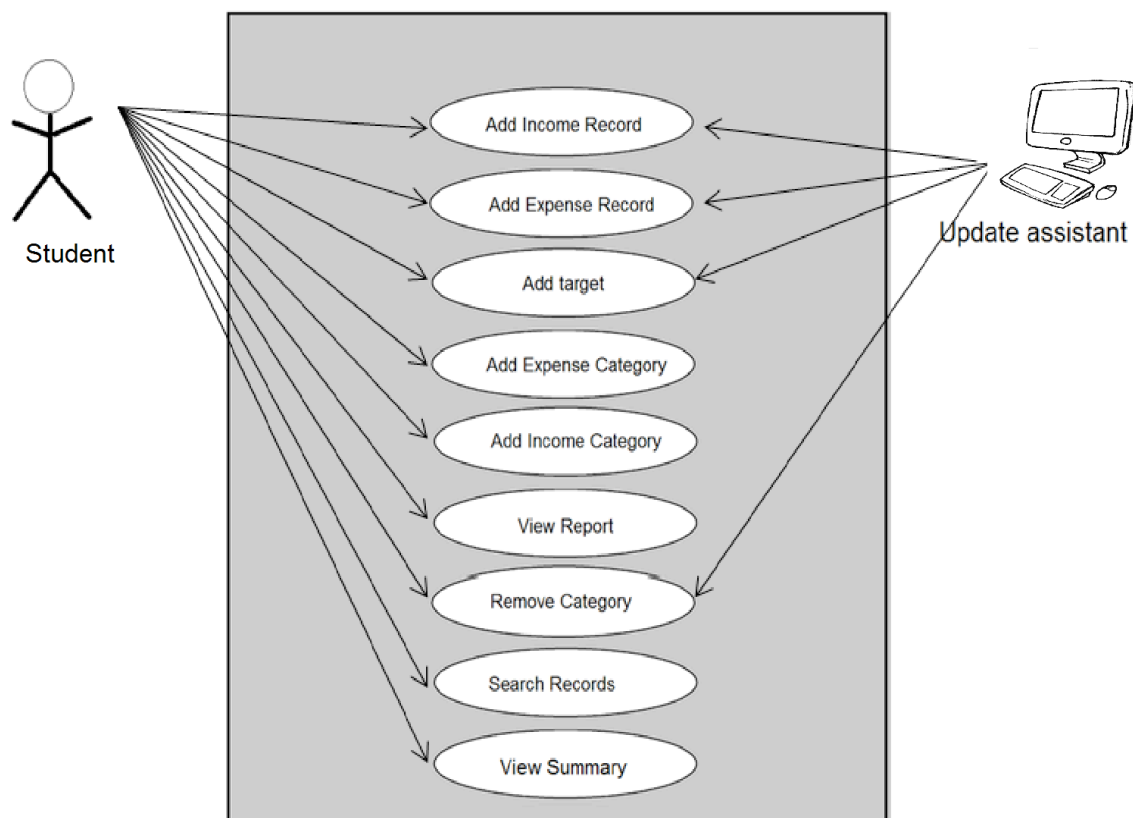 Add Income Record
Add Expense Record
Student
Update assistant
Add target
Add Expense Category
Add Income Category
View Report
Remove Category
Search Records
View Summary